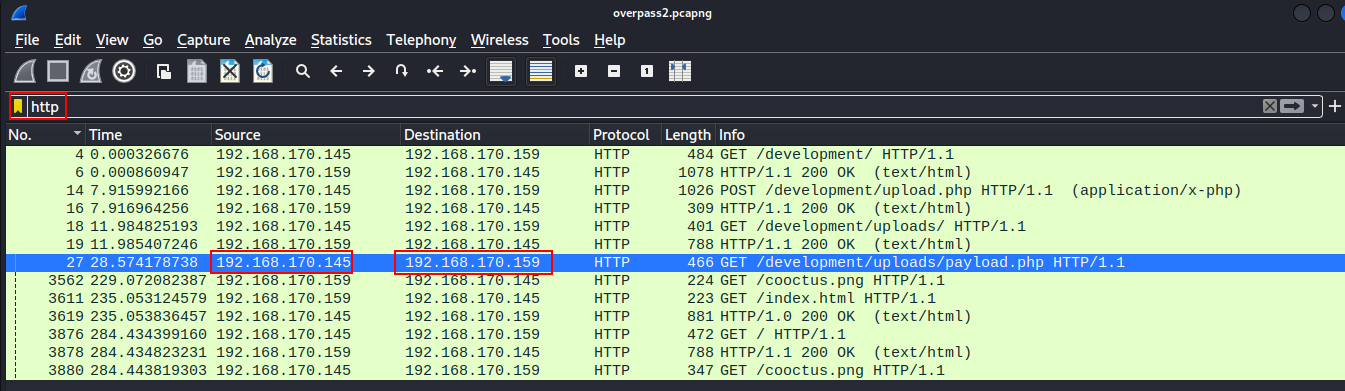 overpass2.pcapng
File Edit View Go Capture Analyze Statistics Telephony Wireless Tools Help
http
No. Time Source Destination Protocol Length Info
4 0.000326676 192.168.170.145 192.168.170.159 HTTP 484 GET /development/ HTTP/1.1
6 0.000860947 192.168.170.159 192.168.170.145 HTTP 1078 HTTP/1.1 200 OK (text/html)
14 7.915992166 192.168.170.145 192.168.170.159 HTTP 1026 POST /development/upload.php HTTP/1.1 (application/x-php)
16 7.916964256 192.168.170.159 192.168.170.145 HTTP 309 HTTP/1.1 200 OK (text/html)
18 11.984825193 192.168.170.145 192.168.170.159 HTTP 401 GET /development/uploads/ HTTP/1.1
19 11.985407246 192.168.170.159 192.168.170.145 HTTP 788 HTTP/1.1 200 OK (text/html)
27 28.574178738 192.168.170.145 192.168.170.159 HTTP 466 GET /development/uploads/payload.php HTTP/1.1
3562 229.072082387 192.168.170.159 192.168.170.145 HTTP 224 GET /cooctus.png HTTP/1.1
3611 235.053124579 192.168.170.159 192.168.170.145 HTTP 223 GET /index.html HTTP/1.1
3619 235.053836457 192.168.170.145 192.168.170.159 HTTP 881 HTTP/1.0 200 OK (text/html)
3876 284.434399160 192.168.170.145 192.168.170.159 HTTP 472 GET / HTTP/1.1
3878 284.434823231 192.168.170.159 192.168.170.145 HTTP 788 HTTP/1.1 200 OK (text/html)
3880 284.443819303 192.168.170.145 192.168.170.159 HTTP 347 GET /cooctus.png HTTP/1.1